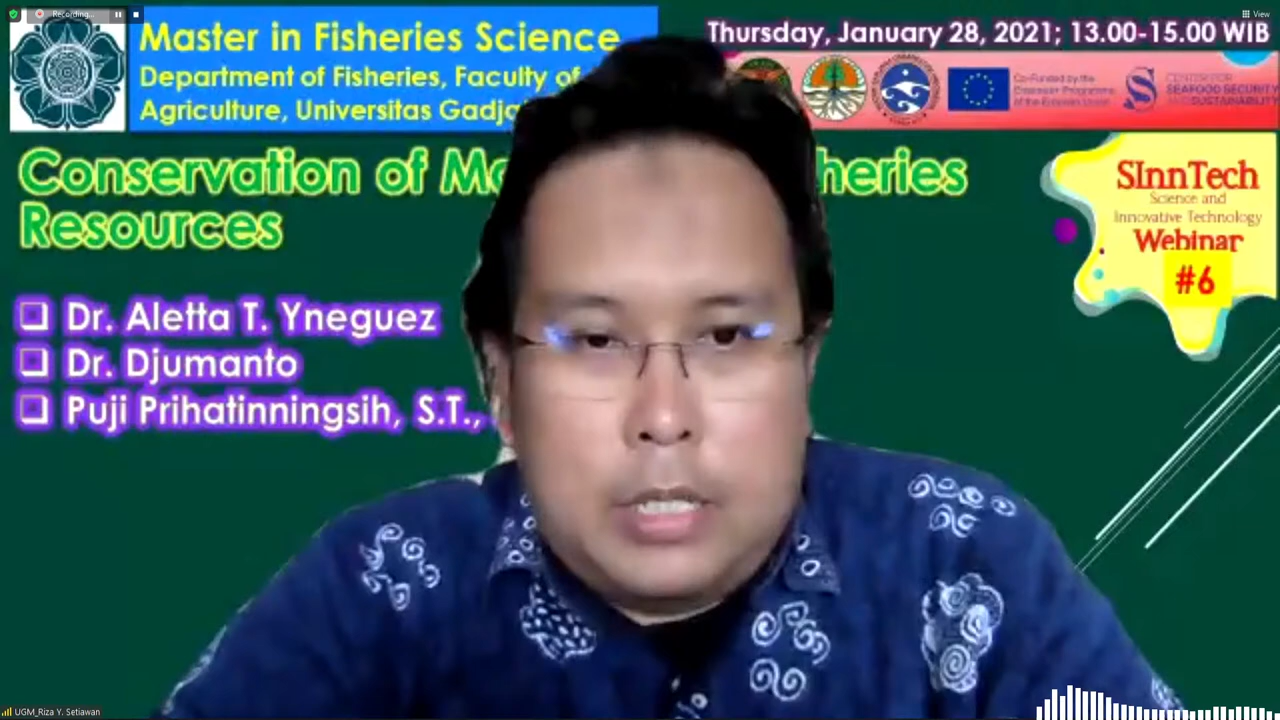 Recording...
View
Master in Fisheries Science
Department of Fisheries, Faculty of
Agriculture, Universitas Gadja
Thursday, January 28, 2021; 13.00-15.00 WIB
Co-Funded by the
Erasmus+ Programme
of the European Union
CENTER FOR
SEAFOOD SECURITY
AND SUSTAINABILITY
Conservation of Ma heries
Resources
SInnTech
Science and
Innovative Technology
Webinar
#6
❑ Dr. Aletta T. Yneguez
❑ Dr. Djumanto
❑ Puji Prihatinningsih, S.T.,
UGM_Riza Y. Setiawan